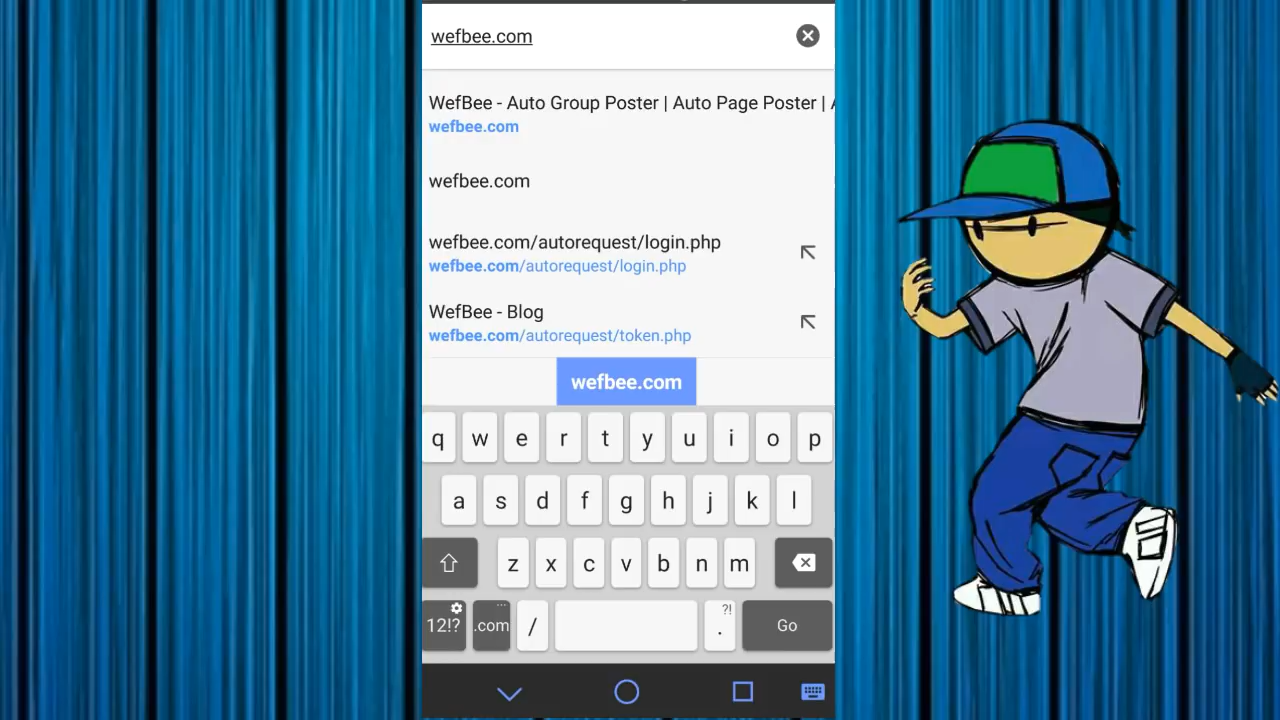 wefbee.com
WefBee - Auto Group Poster | Auto Page Poster |
wefbee.com
wefbee.com
wefbee.com/autorequest/login.php
wefbee.com/autorequest/login.php
WefBee - Blog
wefbee.com/autorequest/token.php
wefbee.com
q w e r t y u i o p
a s d f g h j k l
z x c v b n m
12!? .com / . ?! Go